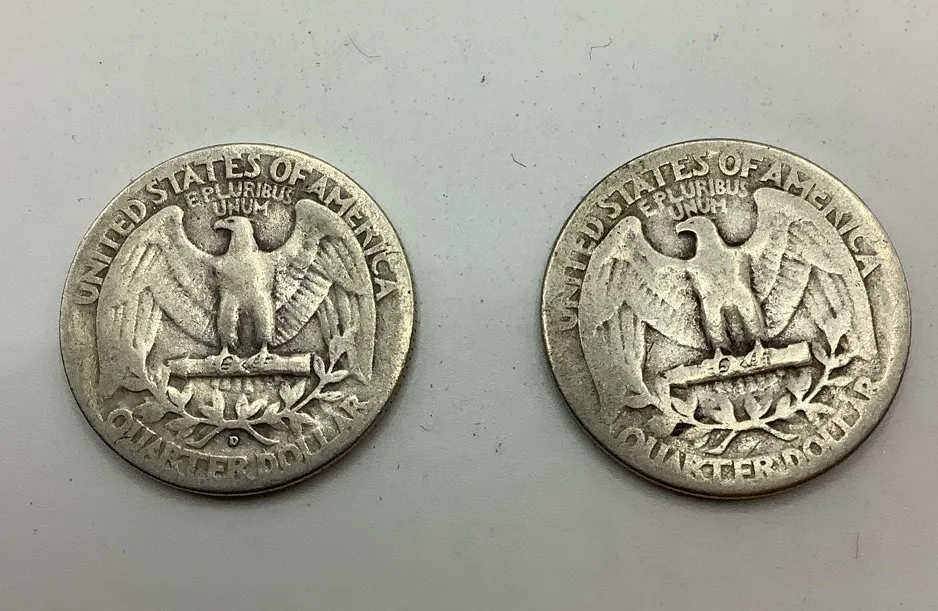 UNITED STATES OF AMERICA
E PLURIBUS
UNUM
D
QUARTER DOLLAR
UNITED STATES OF AMERICA
E PLURIBUS
UNUM
QUARTER DOLLAR